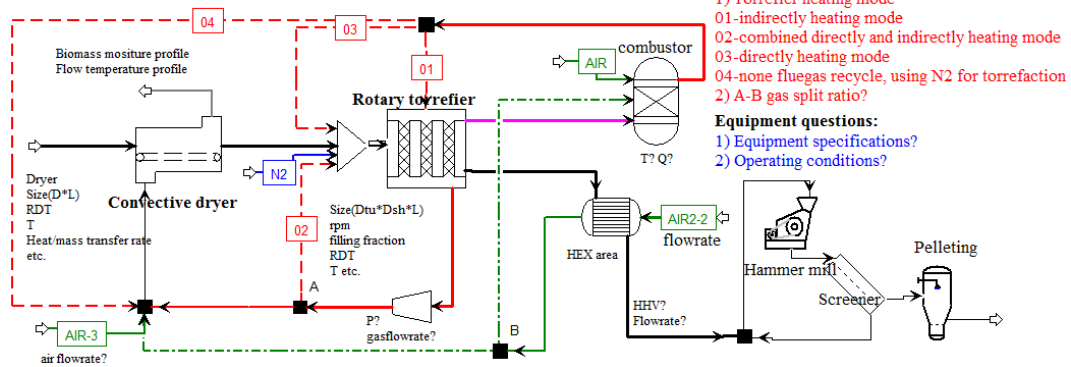 1) Torrefier heating mode
01-indirectly heating mode
02-combined directly and indirectly heating mode
03-directly heating mode
04-none fluegas recycle, using N2 for torrefaction
2) A-B gas split ratio?
Equipment questions:
1) Equipment specifications?
2) Operating conditions?
04
03
01
combustor
AIR
T? Q?
Biomass mositure profile
Flow temperature profile
Rotary torrefier
N2
Convective dryer
Dryer
Size(D*L)
RDT
T
Heat/mass transfer rate
etc.
Size(Dtu*Dsh*L)
rpm
filling fraction
RDT
T etc.
02
A
HEX area
AIR2-2
flowrate
Hammer mill
Screener
Pelleting
P?
gasflowrate?
B
HHV?
Flowrate?
AIR-3
air flowrate?